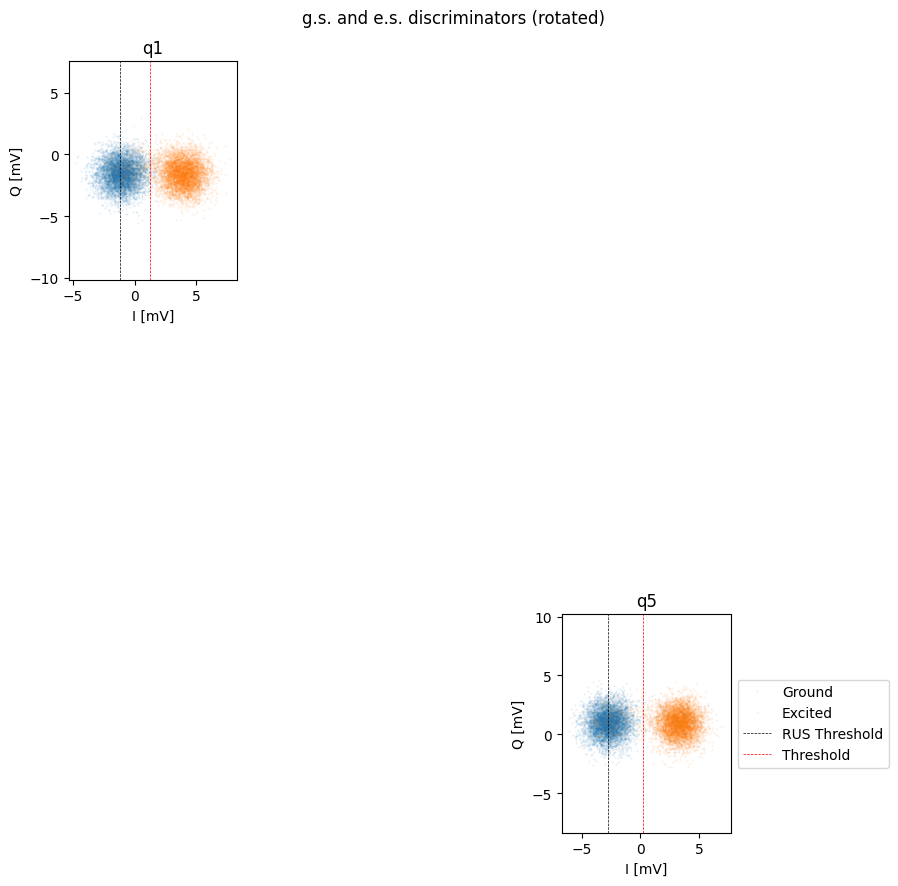 g.s. and e.s. discriminators (rotated)
q1
5
0
−5
−10
Q [mV]
−5 0 5
I [mV]
q5
10
5
0
−5
Q [mV]
−5 0 5
I [mV]
Ground
Excited
RUS Threshold
Threshold